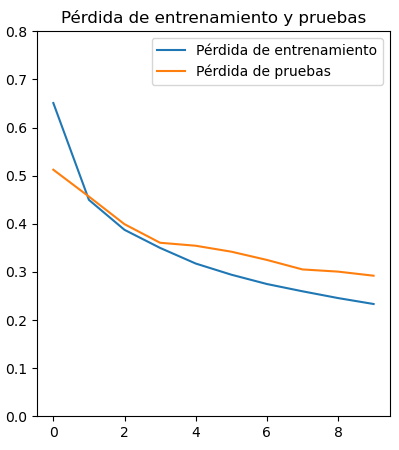 Pérdida de entrenamiento y pruebas
0.8
0.7
0.6
0.5
0.4
0.3
0.2
0.1
0.0
Pérdida de entrenamiento
Pérdida de pruebas
0 2 4 6 8